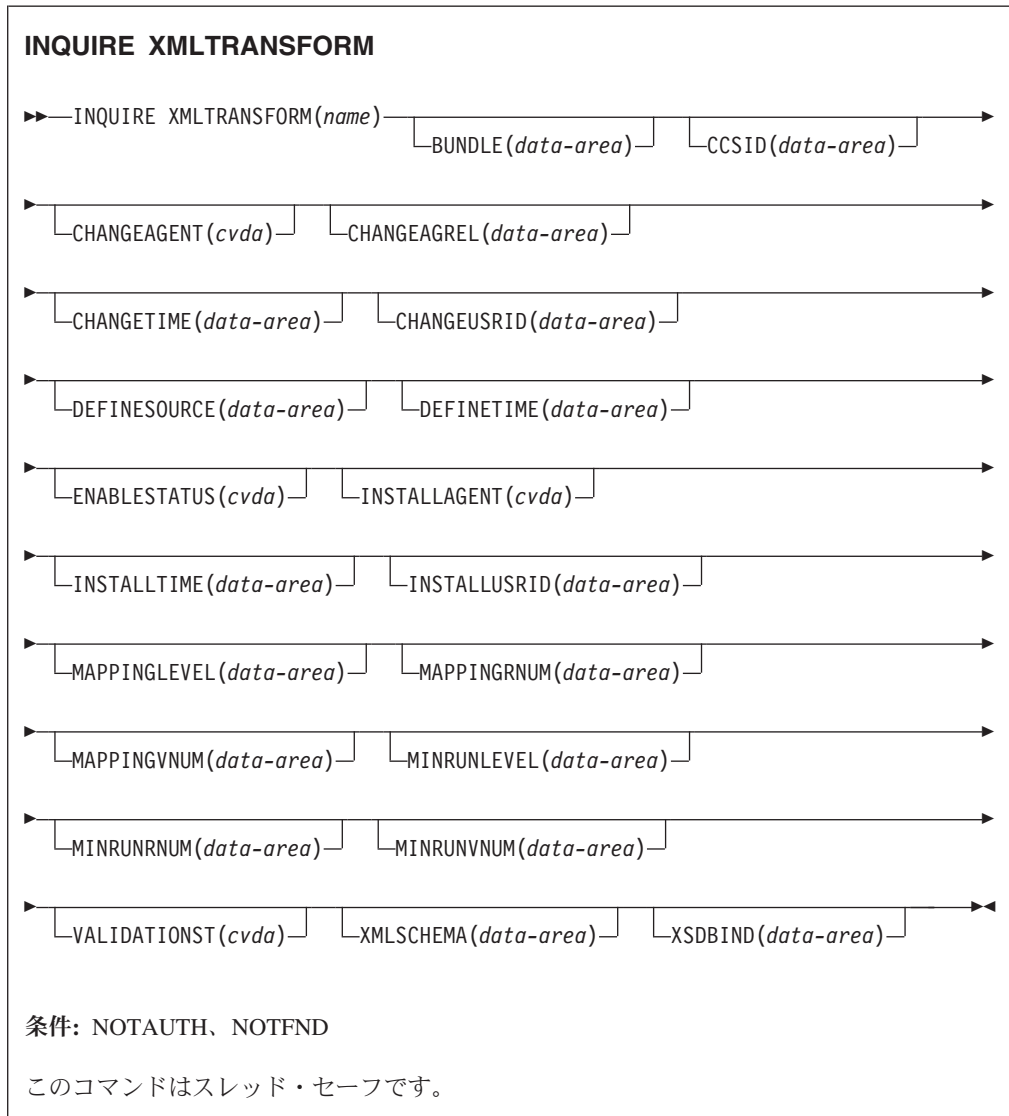 INQUIRE XMLTRANSFORM
INQUIRE XMLTRANSFORM(name)
BUNDLE(data-area) CCSID(data-area)
CHANGEAGENT(cvda) CHANGEAGREL(data-area)
CHANGETIME(data-area) CHANGEUSRID(data-area)
DEFINESOURCE(data-area) DEFINETIME(data-area)
ENABLESTATUS(cvda) INSTALLAGENT(cvda)
INSTALLTIME(data-area) INSTALLUSRID(data-area)
MAPPINGLEVEL(data-area) MAPPINGRNUM(data-area)
MAPPINGVNUM(data-area) MINRUNLEVEL(data-area)
MINRUNRNUM(data-area) MINRUNVNUM(data-area)
VALIDATIONST(cvda) XMLSCHEMA(data-area) XSDBIND(data-area)
条件: NOTAUTH、NOTFND
このコマンドはスレッド・セーフです。